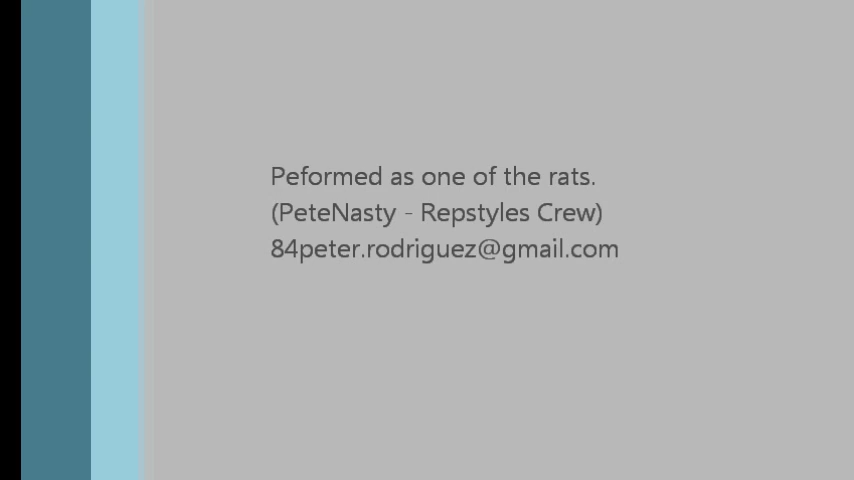 Peformed as one of the rats.
(PeteNasty - Repstyles Crew)
84peter.rodriguez@gmail.com